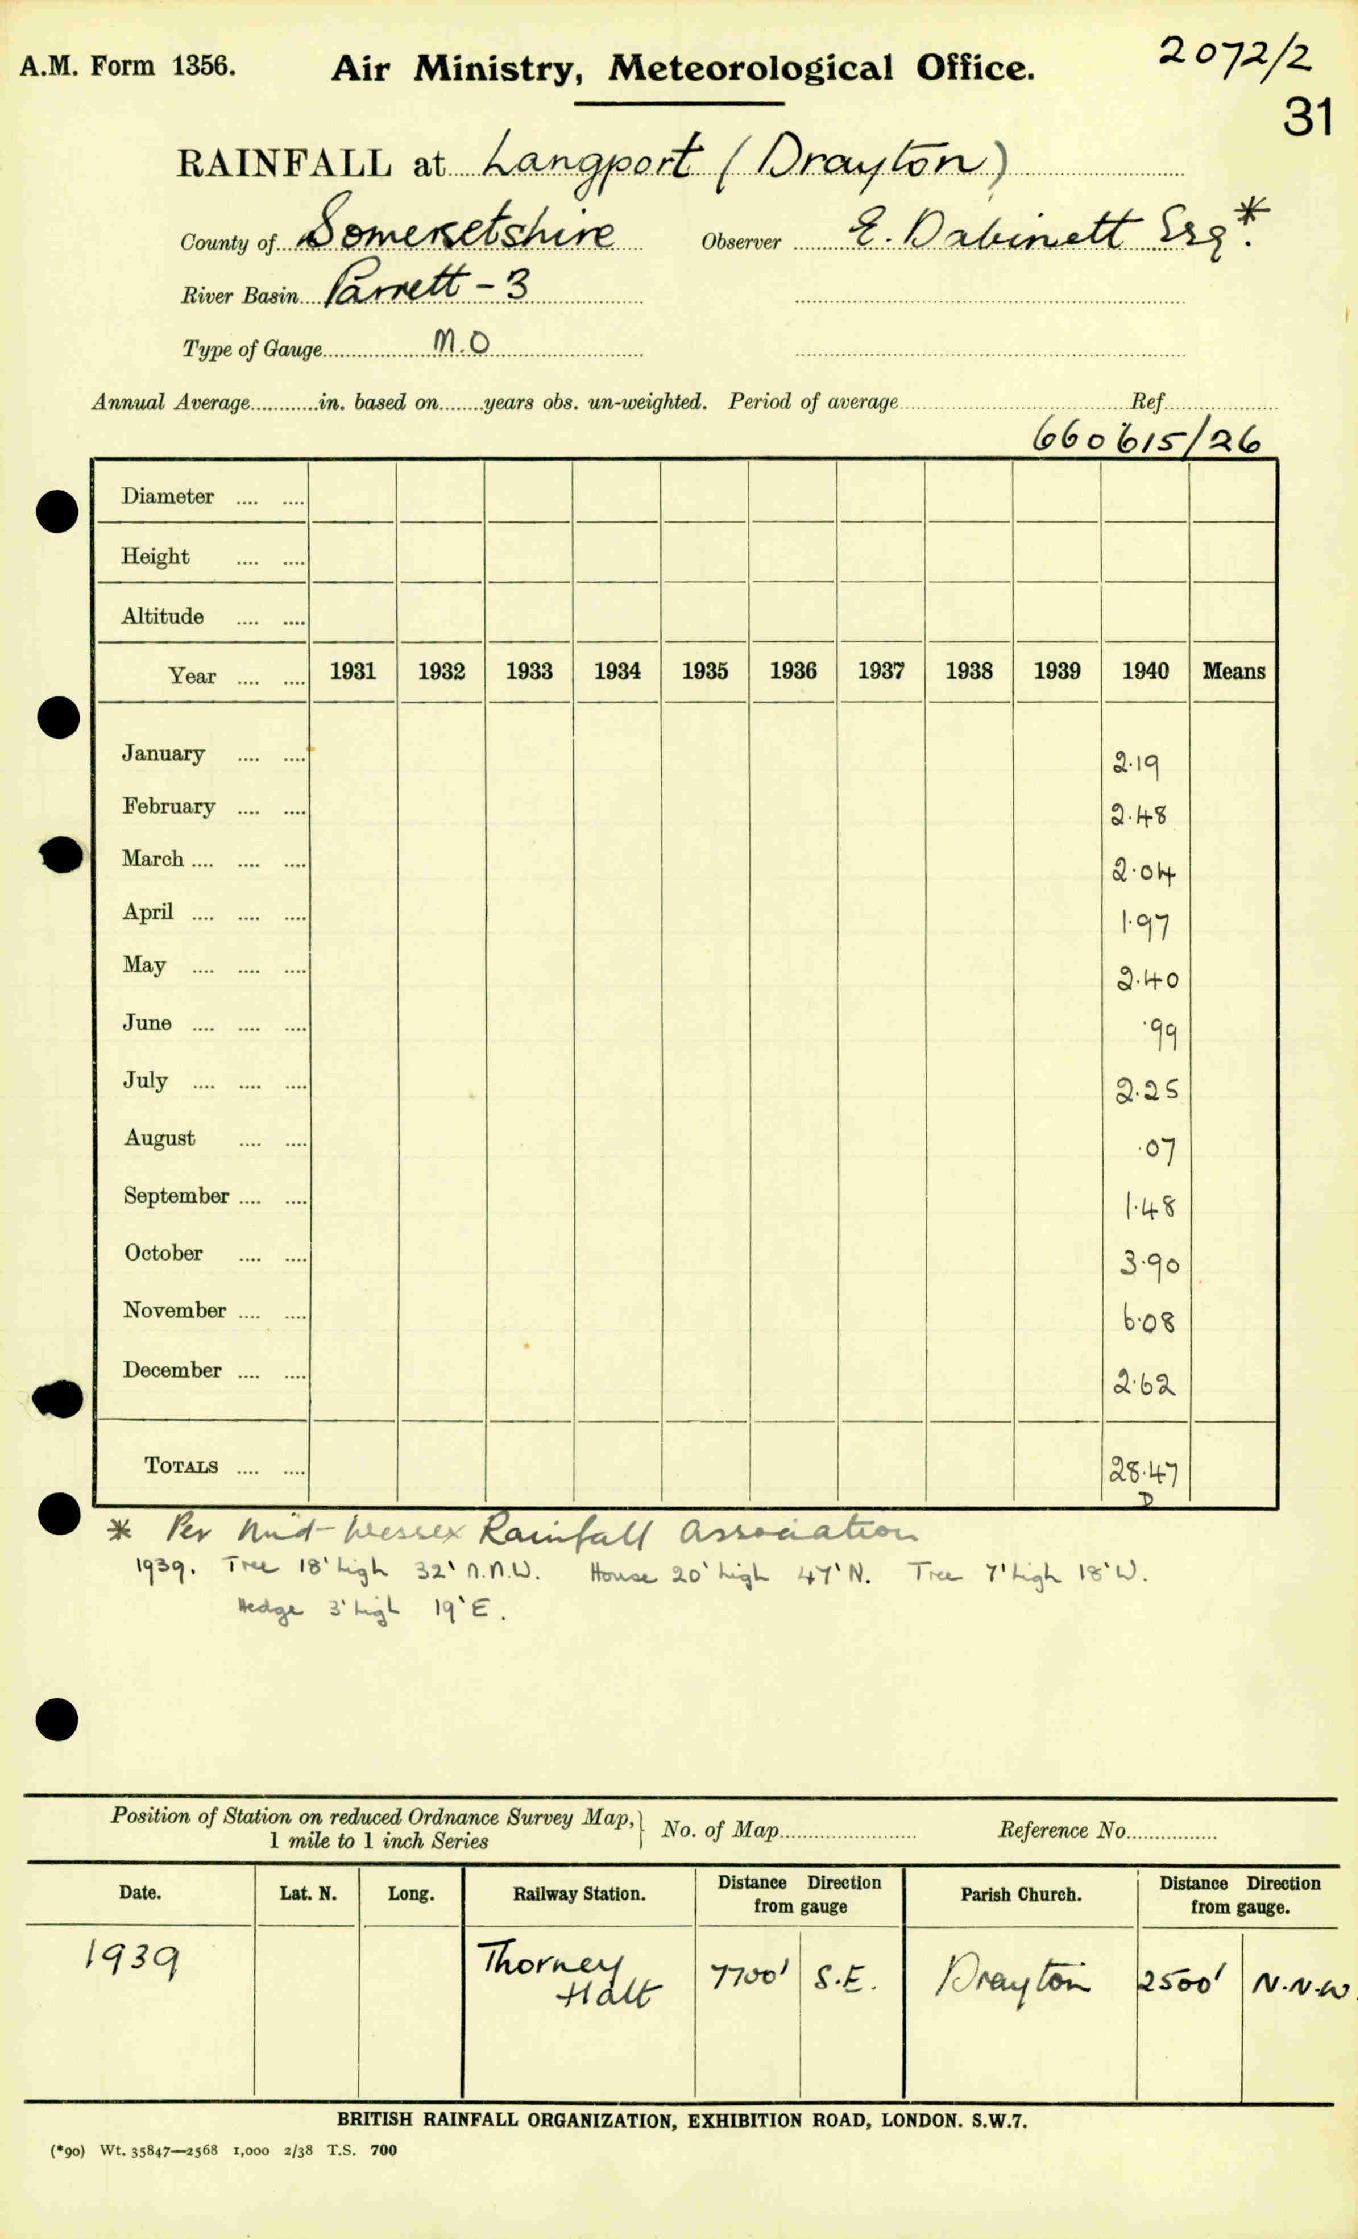 A.M. Form 1356. Air Ministry, Meteorological Office. 2072/2
31
RAINFALL at Langport (Drayton)
County of Somersetshire Observer E. Dabinett Esq.*
River Basin Parrett - 3
Type of Gauge M.O
Annual Average............in. based on........years obs. un-weighted. Period of average............ Ref............
660615/26
Diameter .... ....
Height .... ....
Altitude .... ....
Year .... .... 1931 1932 1933 1934 1935 1936 1937 1938 1939 1940 Means
January .... .... 2.19
February .... .... 2.48
March .... .... .... 2.04
April .... .... .... 1.97
May .... .... .... 2.40
June .... .... .... .99
July .... .... .... 2.25
August .... .... .07
September .... .... 1.48
October .... .... 3.90
November .... .... 6.08
December .... .... 2.62
TOTALS .... .... 28.47
D
* Per Mid-Wessex Rainfall Association
1939. Tree 18' high 32' N.N.W. House 20' high 47' N. Tree 7' high 18' W.
Hedge 3' high 19' E.
Position of Station on reduced Ordnance Survey Map, } No. of Map............ Reference No............
1 mile to 1 inch Series
Date. Lat. N. Long. Railway Station. Distance Direction from gauge Parish Church. Distance Direction from gauge.
1939 Thorney Halt 7700' S.E. Drayton 2500' N.N.W
BRITISH RAINFALL ORGANIZATION, EXHIBITION ROAD, LONDON. S.W.7.
(*90) Wt. 35847—2568 1,000 2/38 T.S. 700